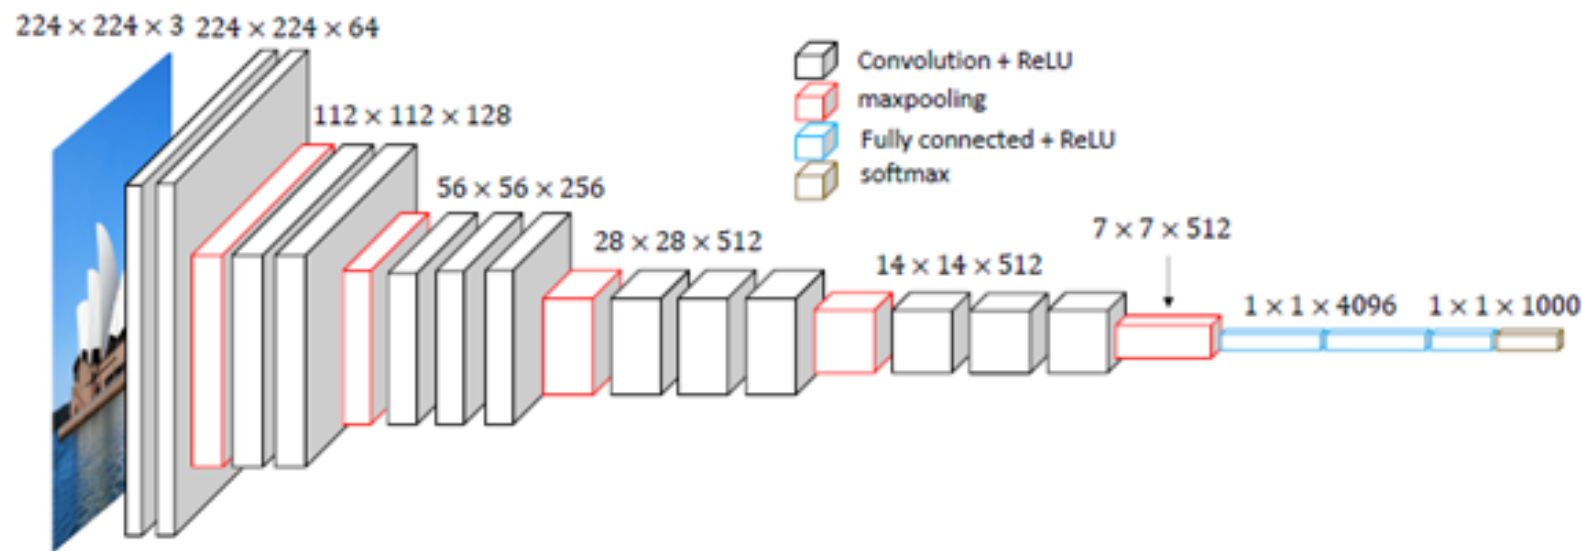 224 × 224 × 3
224 × 224 × 64
112 × 112 × 128
56 × 56 × 256
28 × 28 × 512
14 × 14 × 512
7 × 7 × 512
1 × 1 × 4096
1 × 1 × 1000
Convolution + ReLU
maxpooling
Fully connected + ReLU
softmax